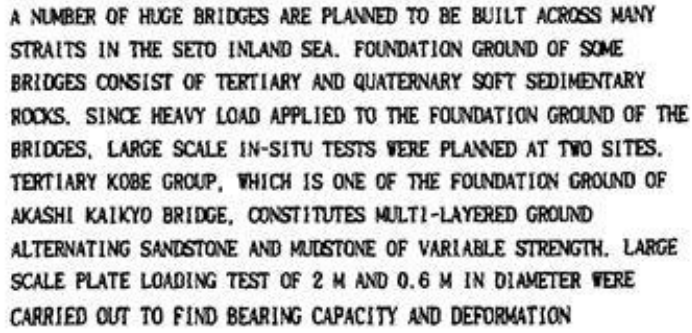 A NUMBER OF HUGE BRIDGES ARE PLANNED TO BE BUILT ACROSS MANY
STRAITS IN THE SETO INLAND SEA. FOUNDATION GROUND OF SOME
BRIDGES CONSIST OF TERTIARY AND QUATERNARY SOFT SEDIMENTARY
ROCKS. SINCE HEAVY LOAD APPLIED TO THE FOUNDATION GROUND OF THE
BRIDGES, LARGE SCALE IN-SITU TESTS WERE PLANNED AT TWO SITES.
TERTIARY KOBE GROUP, WHICH IS ONE OF THE FOUNDATION GROUND OF
AKASHI KAIKYO BRIDGE, CONSTITUTES MULTI-LAYERED GROUND
ALTERNATING SANDSTONE AND MUDSTONE OF VARIABLE STRENGTH. LARGE
SCALE PLATE LOADING TEST OF 2 M AND 0.6 M IN DIAMETER WERE
CARRIED OUT TO FIND BEARING CAPACITY AND DEFORMATION